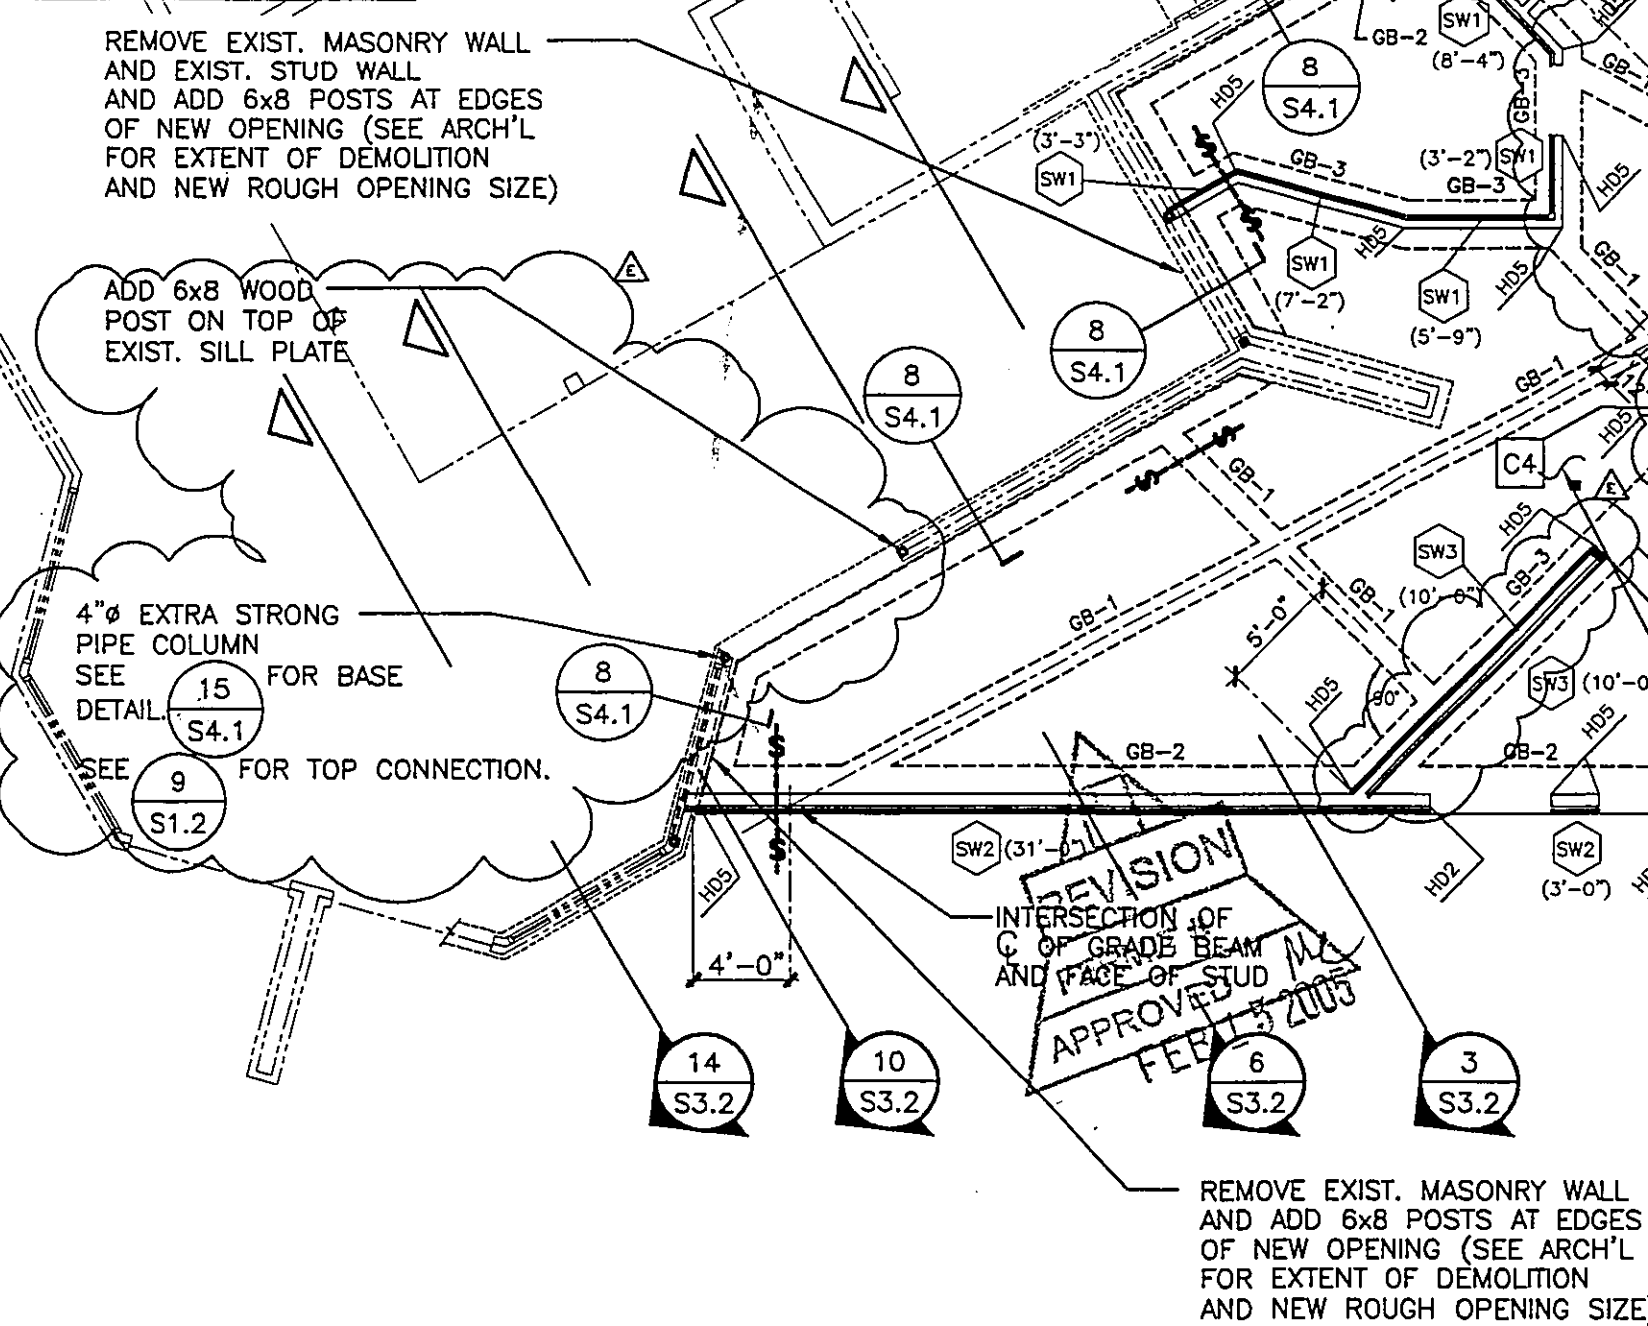 REMOVE EXIST. MASONRY WALL
AND EXIST. STUD WALL
AND ADD 6x8 POSTS AT EDGES
OF NEW OPENING (SEE ARCH'L
FOR EXTENT OF DEMOLITION
AND NEW ROUGH OPENING SIZE)
GB-2
SW1
(8'-4")
HD5
GB-3
GB-
8
S4.1
HD5
(3'-3")
SW1
GB-3
(3'-2")
SW1
GB-3
HD5
HD5
SW1
(7'-2")
HD5
SW1
(5'-9")
GB-1
ADD 6x8 WOOD
POST ON TOP OF
EXIST. SILL PLATE
E
8
S4.1
8
S4.1
GB-1
HD5
C4
E
GB-1
HD5
SW3
(10'-0")
GB-3
GB-1
GB-1
5'-0"
4"ø EXTRA STRONG
PIPE COLUMN
SEE
15
S4.1
FOR BASE
DETAIL.
SEE
9
S1.2
FOR TOP CONNECTION.
8
S4.1
HD5
90°
SW3
(10'-0
HD5
GB-2
GB-2
SW2
(31'-0")
HD5
HD2
SW2
(3'-0")
REVISION
APPROVED
FEB 15 2005
INTERSECTION OF
℄ OF GRADE BEAM
AND FACE OF STUD
4'-0"
14
S3.2
10
S3.2
6
S3.2
3
S3.2
REMOVE EXIST. MASONRY WALL
AND ADD 6x8 POSTS AT EDGES
OF NEW OPENING (SEE ARCH'L
FOR EXTENT OF DEMOLITION
AND NEW ROUGH OPENING SIZE